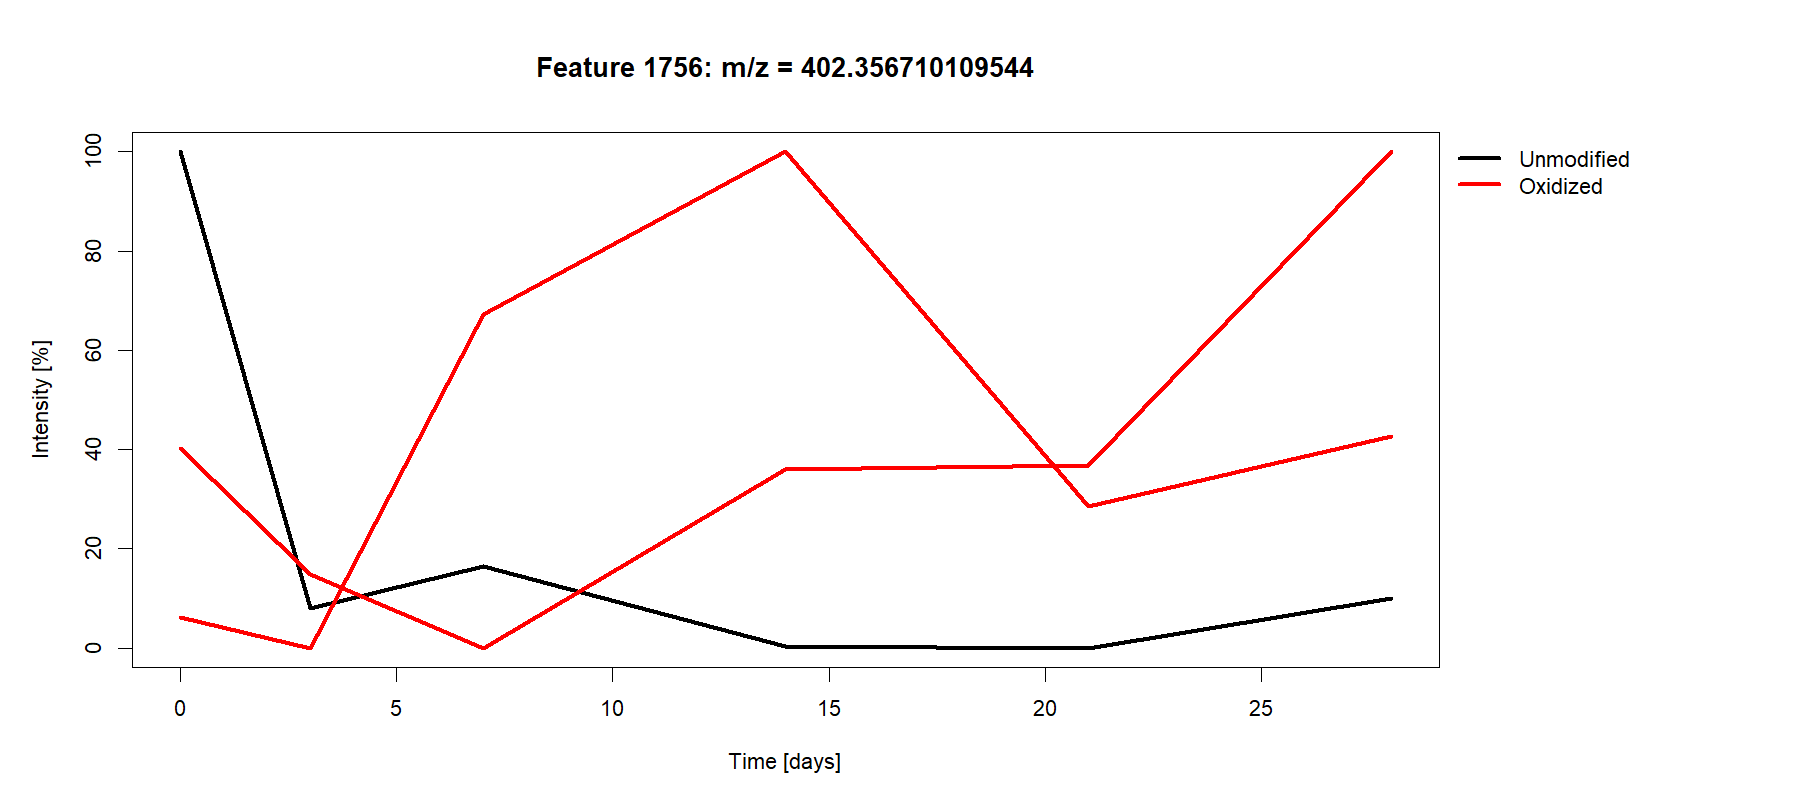 Feature 1756: m/z = 402.356710109544
Unmodified
Oxidized
Intensity [%]
100
80
60
40
20
0
0 5 10 15 20 25
Time [days]